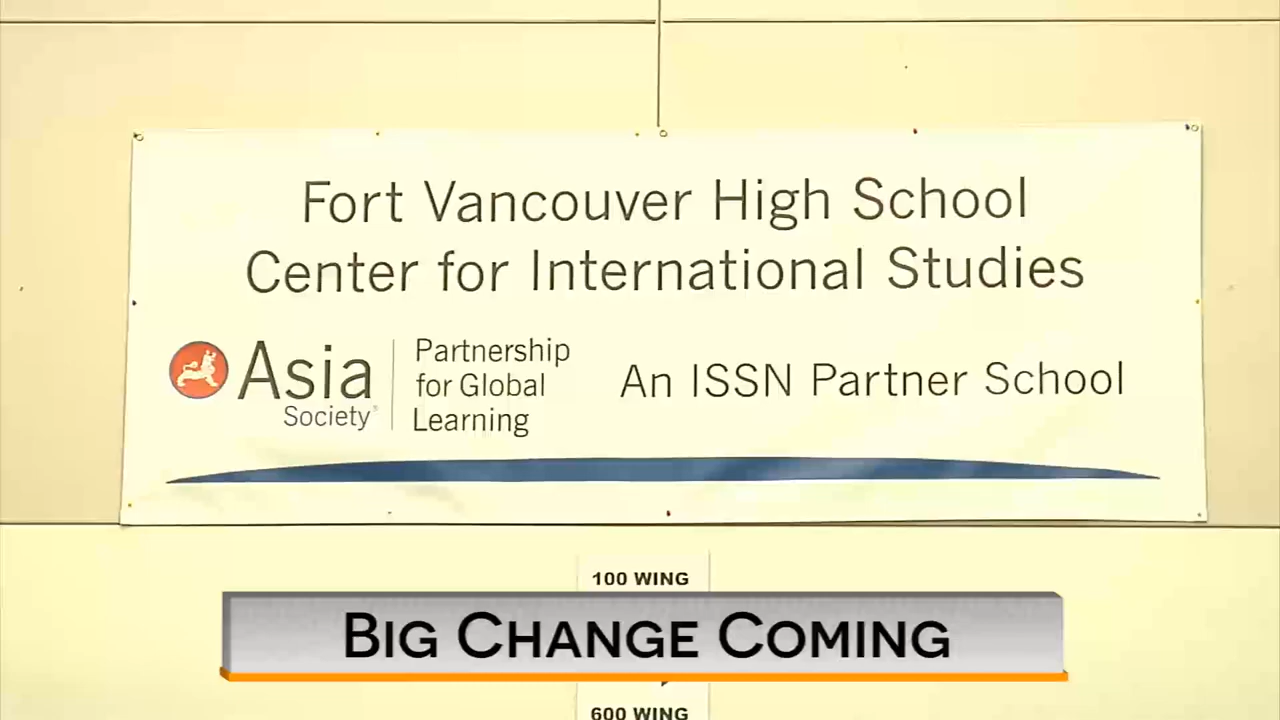 Fort Vancouver High School
Center for International Studies
Asia
Society®
Partnership
for Global
Learning
An ISSN Partner School
100 WING
BIG CHANGE COMING
600 WING